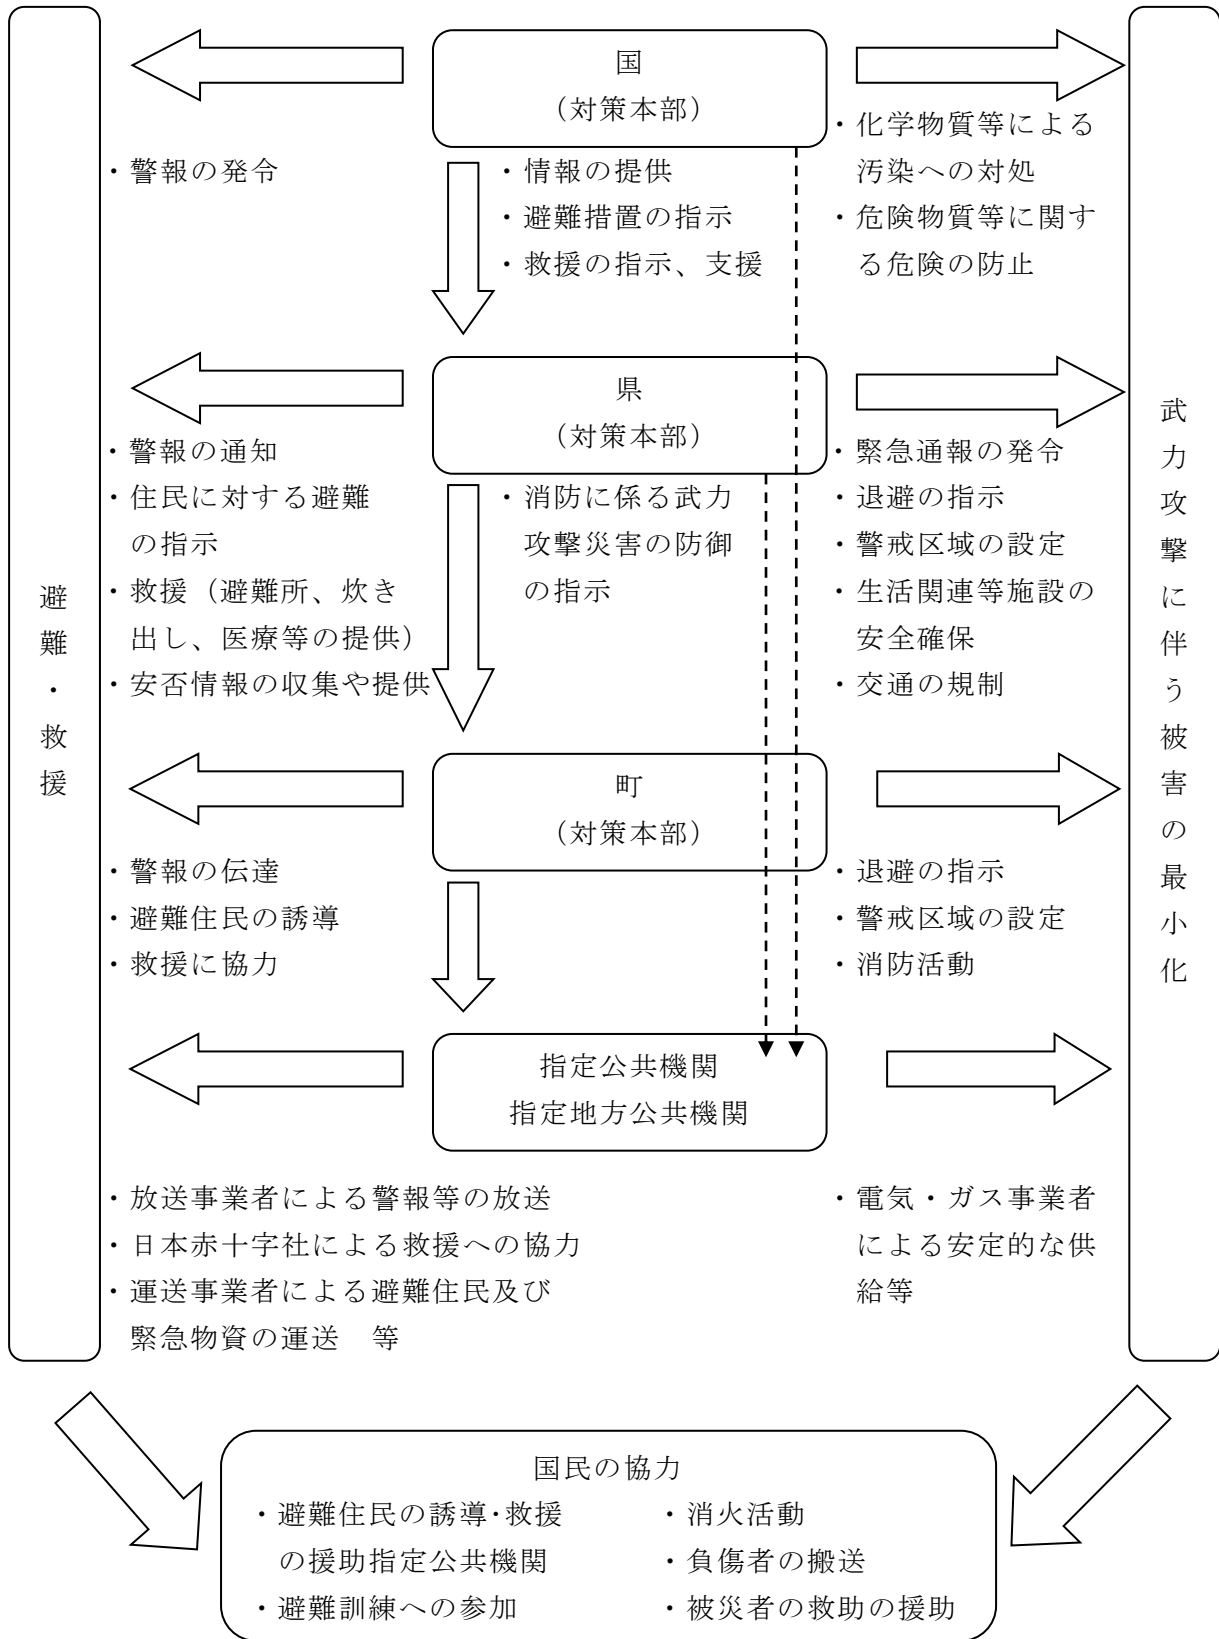 国
（対策本部）
・警報の発令
・情報の提供
・避難措置の指示
・救援の指示、支援
・化学物質等による
汚染への対処
・危険物質等に関す
る危険の防止
県
（対策本部）
・警報の通知
・住民に対する避難
の指示
・救援（避難所、炊き
出し、医療等の提供）
・安否情報の収集や提供
・消防に係る武力
攻撃災害の防御
の指示
・緊急通報の発令
・退避の指示
・警戒区域の設定
・生活関連等施設の
安全確保
・交通の規制
避難・救援
武力攻撃に伴う被害の最小化
町
（対策本部）
・警報の伝達
・避難住民の誘導
・救援に協力
・退避の指示
・警戒区域の設定
・消防活動
指定公共機関
指定地方公共機関
・放送事業者による警報等の放送
・日本赤十字社による救援への協力
・運送事業者による避難住民及び
緊急物資の運送　等
・電気・ガス事業者
による安定的な供
給等
国民の協力
・避難住民の誘導・救援
の援助指定公共機関
・避難訓練への参加
・消火活動
・負傷者の搬送
・被災者の救助の援助